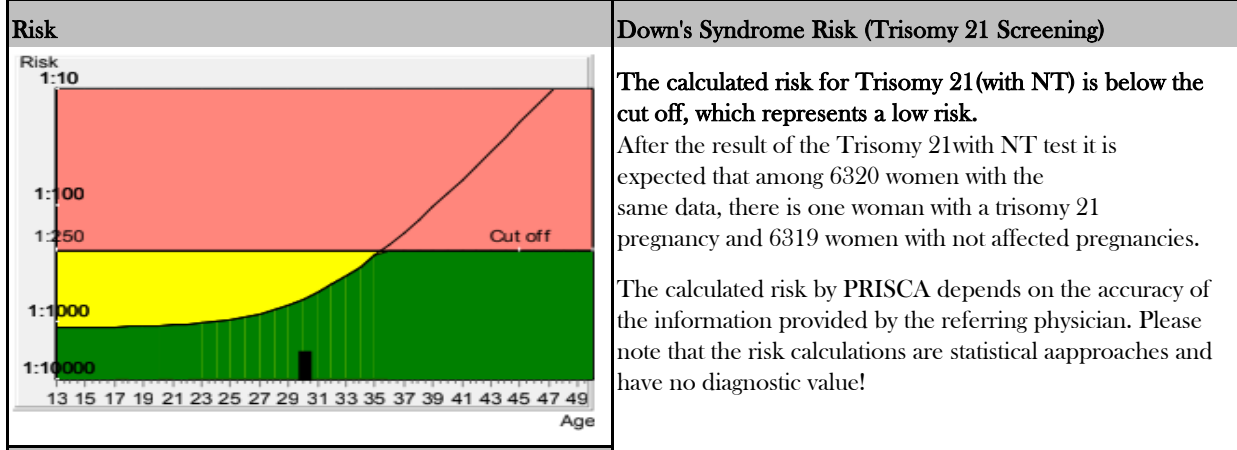 Risk
Down's Syndrome Risk (Trisomy 21 Screening)
Risk
1:10
1:100
1:250
Cut off
1:1000
1:10000
13 15 17 19 21 23 25 27 29 31 33 35 37 39 41 43 45 47 49
Age
The calculated risk for Trisomy 21(with NT) is below the
cut off, which represents a low risk.
After the result of the Trisomy 21with NT test it is
expected that among 6320 women with the
same data, there is one woman with a trisomy 21
pregnancy and 6319 women with not affected pregnancies.
The calculated risk by PRISCA depends on the accuracy of
the information provided by the referring physician. Please
note that the risk calculations are statistical aapproaches and
have no diagnostic value!